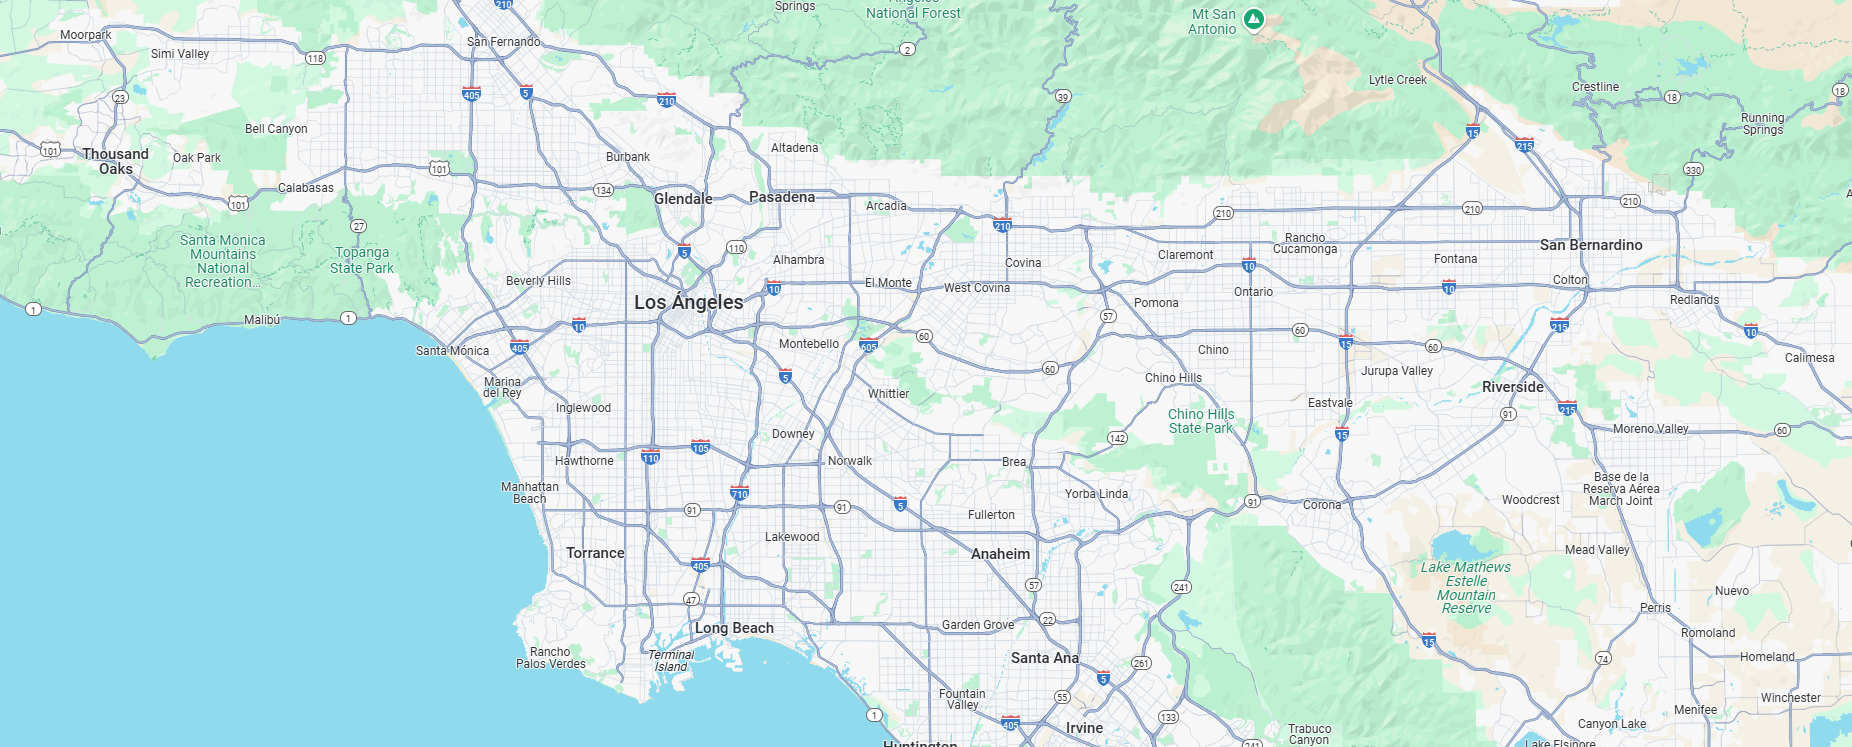 210
Springs
Angeles
National Forest
Mt San
Antonio
Moorpark
San Fernando
Simi Valley
118
2
Lytle Creek
Crestline
18
18
23
405
5
210
39
Running
Springs
Bell Canyon
15
215
101
Thousand
Oaks
Oak Park
Burbank
Altadena
101
330
Calabasas
134
Glendale
Pasadena
101
Arcadia
210
210
210
27
210
Santa Monica
Mountains
National
Recreation...
Topanga
State Park
5
110
Rancho
Cucamonga
San Bernardino
Alhambra
Covina
Claremont
10
Fontana
Beverly Hills
El Monte
West Covina
10
Ontario
10
Colton
Los Ángeles
Pomona
Redlands
1
Malibú
1
10
57
60
215
10
Santa Mónica
405
Montebello
605
60
15
60
Chino
Calimesa
Marina
del Rey
5
60
Chino Hills
Jurupa Valley
Whittier
Riverside
Inglewood
Chino Hills
State Park
Eastvale
91
215
Downey
142
15
Moreno Valley
60
Hawthorne
110
105
Norwalk
Brea
Manhattan
Beach
710
Yorba Linda
Base de la
Reserva Aérea
March Joint
91
91
5
Fullerton
91
Corona
Woodcrest
Lakewood
Torrance
Anaheim
Mead Valley
405
Lake Mathews
Estelle
Mountain
Reserve
57
241
Nuevo
47
22
Perris
Long Beach
Garden Grove
Romoland
15
Rancho
Palos Verdes
Terminal
Island
Santa Ana
261
74
Homeland
5
Fountain
Valley
55
Winchester
1
405
133
Menifee
Irvine
Trabuco
Canyon
Canyon Lake
Huntington
241
Lake Elsinore